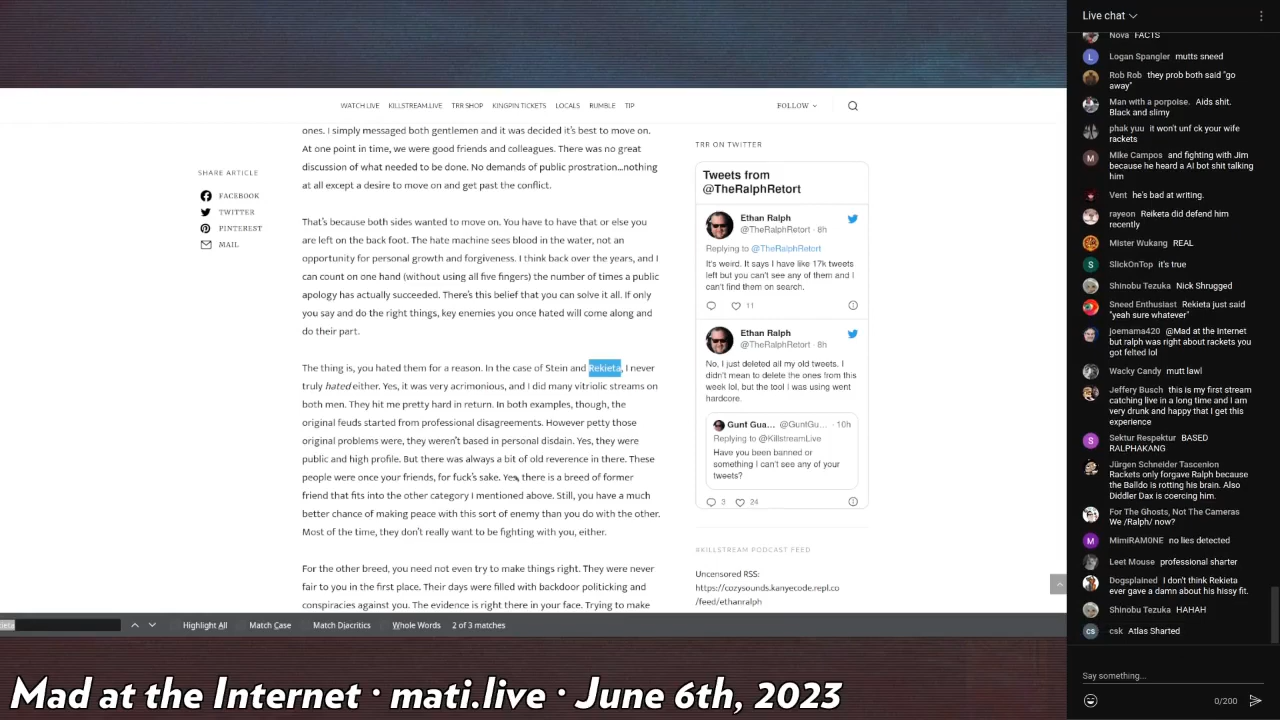 WATCH LIVE KILLSTREAM.LIVE TRR SHOP KINGPIN TICKETS LOCALS RUMBLE TIP FOLLOW
SHARE ARTICLE
FACEBOOK
TWITTER
PINTEREST
MAIL
ones. I simply messaged both gentlemen and it was decided it's best to move on.
At one point in time, we were good friends and colleagues. There was no great
discussion of what needed to be done. No demands of public prostration...nothing
at all except a desire to move on and get past the conflict.
That's because both sides wanted to move on. You have to have that or else you
are left on the back foot. The hate machine sees blood in the water, not an
opportunity for personal growth and forgiveness. I think back over the years, and I
can count on one hand (without using all five fingers) the number of times a public
apology has actually succeeded. There's this belief that you can solve it all. If only
you say and do the right things, key enemies you once hated will come along and
do their part.
The thing is, you hated them for a reason. In the case of Stein and Rekieta, I never
truly hated either. Yes, it was very acrimonious, and I did many vitriolic streams on
both men. They hit me pretty hard in return. In both examples, though, the
original feuds started from professional disagreements. However petty those
original problems were, they weren't based in personal disdain. Yes, they were
public and high profile. But there was always a bit of old reverence in there. These
people were once your friends, for fuck's sake. Yes, there is a breed of former
friend that fits into the other category I mentioned above. Still, you have a much
better chance of making peace with this sort of enemy than you do with the other.
Most of the time, they don't really want to be fighting with you, either.
For the other breed, you need not even try to make things right. They were never
fair to you in the first place. Their days were filled with backdoor politicking and
conspiracies against you. The evidence is right there in your face. Trying to make
TRR ON TWITTER
Tweets from
@TheRalphRetort
Ethan Ralph
@TheRalphRetort · 8h
Replying to @TheRalphRetort
It's weird. It says I have like 17k tweets
left but you can't see any of them and I
can't find them on search.
11
Ethan Ralph
@TheRalphRetort · 8h
No, I just deleted all my old tweets. I
didn't mean to delete the ones from this
week lol, but the tool I was using went
hardcore.
Gunt Gua... @GuntGu... · 10h
Replying to @KillstreamLive
Have you been banned or
something I can't see any of your
tweets?
3 24
#KILLSTREAM PODCAST FEED
Uncensored RSS:
https://cozysounds.kanyecode.repl.co
/feed/ethanralph
Highlight All Match Case Match Diacritics Whole Words 2 of 3 matches
Mad at the Internet · mati.live · June 6th, 2023
Live chat
Nova FACTS
Logan Spangler mutts sneed
Rob Rob they prob both said "go
away"
Man with a porpoise. Aids shit.
Black and slimy
phak yuu it won't unf ck your wife
rackets
Mike Campos and fighting with Jim
because he heard a AI bot shit talking
him
Vent he's bad at writing.
rayeon Reiketa did defend him
recently
Mister Wukang REAL
SlickOnTop it's true
Shinobu Tezuka Nick Shrugged
Sneed Enthusiast Rekieta just said
"yeah sure whatever"
joemama420 @Mad at the Internet
but ralph was right about rackets you
got felted lol
Wacky Candy mutt lawl
Jeffery Busch this is my first stream
catching live in a long time and I am
very drunk and happy that I get this
experience
Sektur Respektur BASED
RALPHAKANG
Jürgen Schneider Tascenion
Rackets only forgave Ralph because
the Balldo is rotting his brain. Also
Diddler Dax is coercing him.
For The Ghosts, Not The Cameras
We /Ralph/ now?
MimiRAM0NE no lies detected
Leet Mouse professional sharter
Dogsplained I don't think Rekieta
ever gave a damn about his hissy fit.
Shinobu Tezuka HAHAH
csk Atlas Sharted
Say something...
0/200